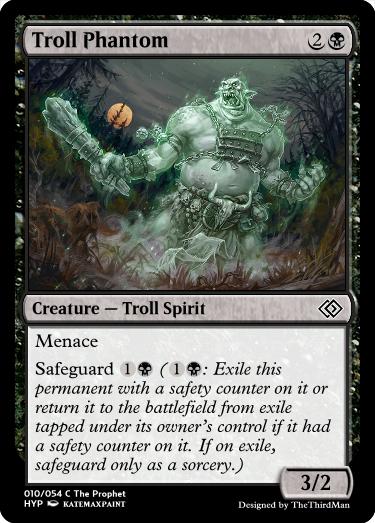 Troll Phantom 2
Creature — Troll Spirit
Menace
Safeguard 1 ( 1 : Exile this
permanent with a safety counter on it or
return it to the battlefield from exile
tapped under its owner's control if it had
a safety counter on it. If on exile,
safeguard only as a sorcery.)
3/2
010/054 C The Prophet
HYP KATEMAXPAINT
Designed by TheThirdMan